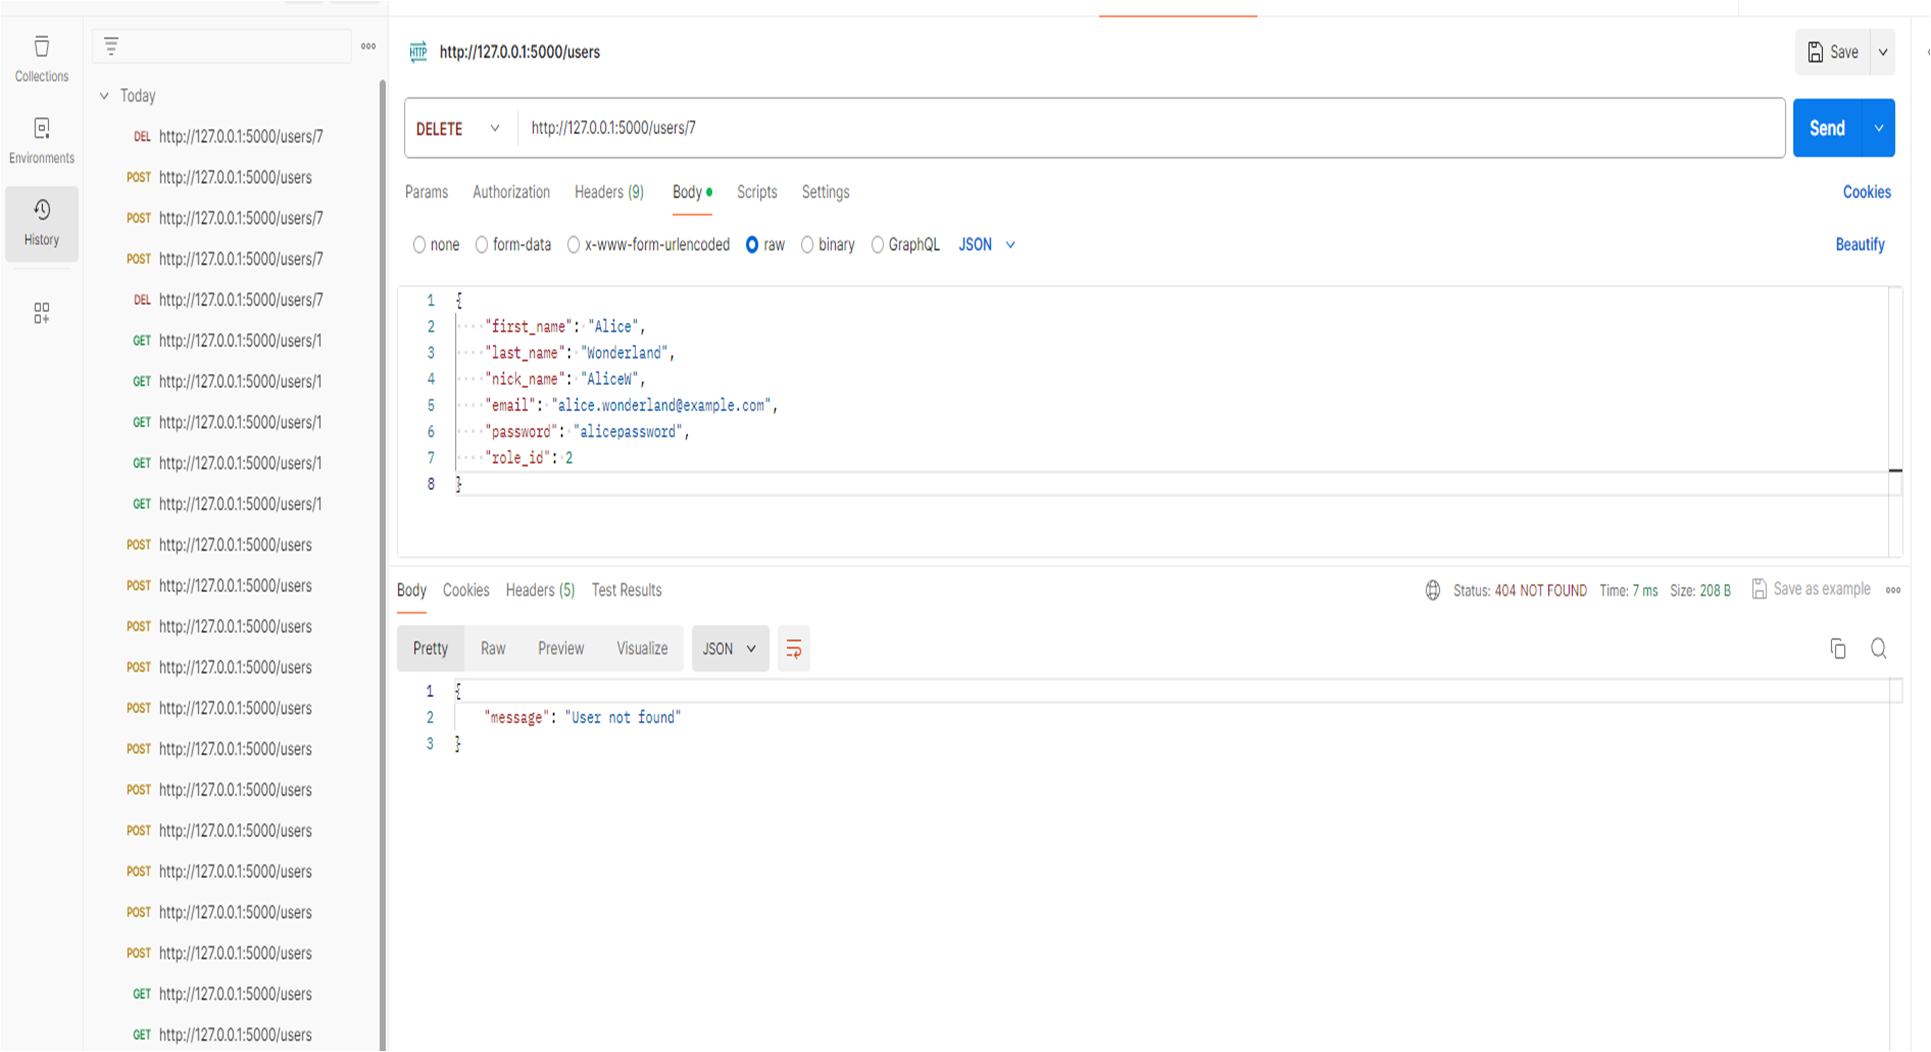 Collections
Environments
History
Today
DEL http://127.0.0.1:5000/users/7
POST http://127.0.0.1:5000/users
POST http://127.0.0.1:5000/users/7
POST http://127.0.0.1:5000/users/7
DEL http://127.0.0.1:5000/users/7
GET http://127.0.0.1:5000/users/1
GET http://127.0.0.1:5000/users/1
GET http://127.0.0.1:5000/users/1
GET http://127.0.0.1:5000/users/1
GET http://127.0.0.1:5000/users/1
POST http://127.0.0.1:5000/users
POST http://127.0.0.1:5000/users
POST http://127.0.0.1:5000/users
POST http://127.0.0.1:5000/users
POST http://127.0.0.1:5000/users
POST http://127.0.0.1:5000/users
POST http://127.0.0.1:5000/users
POST http://127.0.0.1:5000/users
POST http://127.0.0.1:5000/users
POST http://127.0.0.1:5000/users
POST http://127.0.0.1:5000/users
GET http://127.0.0.1:5000/users
GET http://127.0.0.1:5000/users
HTTP http://127.0.0.1:5000/users
Save
DELETE http://127.0.0.1:5000/users/7
Send
Params Authorization Headers (9) Body Scripts Settings Cookies
none form-data x-www-form-urlencoded raw binary GraphQL JSON Beautify
1 {
2 "first_name": "Alice",
3 "last_name": "Wonderland",
4 "nick_name": "AliceW",
5 "email": "alice.wonderland@example.com",
6 "password": "alicepassword",
7 "role_id": 2
8 }
Body Cookies Headers (5) Test Results Status: 404 NOT FOUND Time: 7 ms Size: 208 B Save as example
Pretty Raw Preview Visualize JSON
1 {
2 "message": "User not found"
3 }